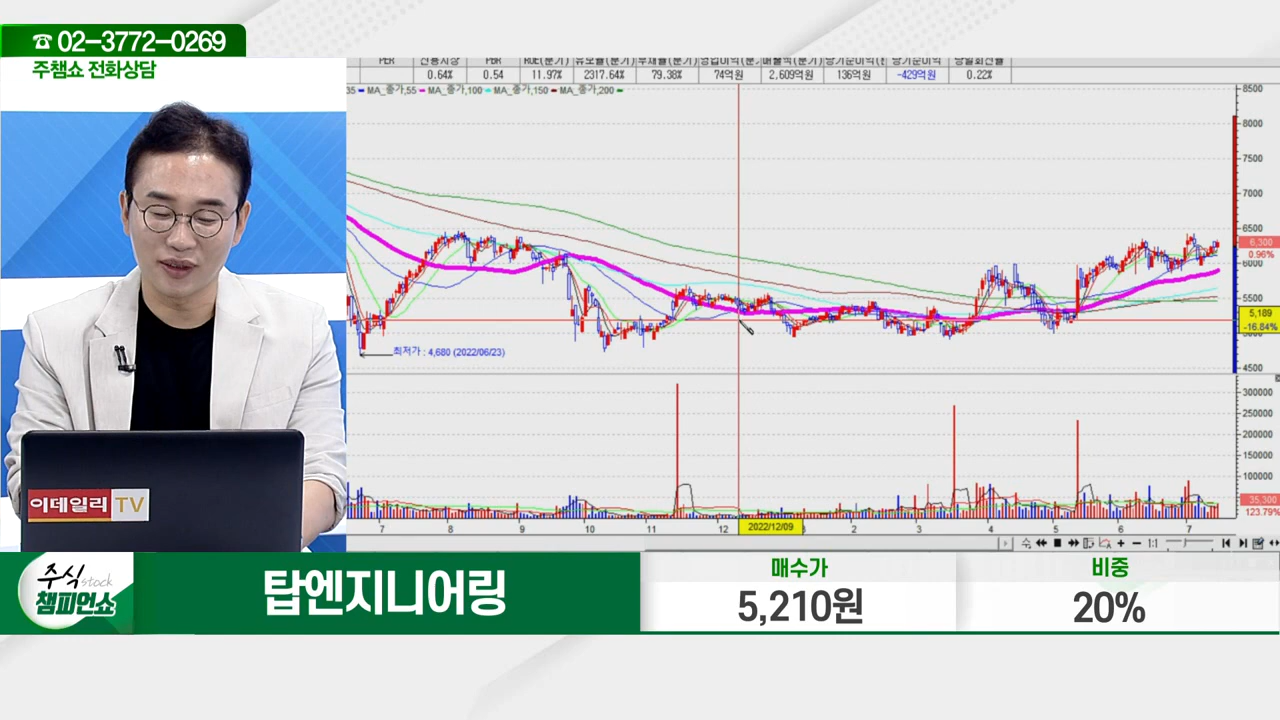 ☎ 02-3772-0269
주챔쇼 전화상담
0.64% 0.54 11.97% 2317.64% 79.38% 74억원 2,609억원 136억원 -429억원 0.22%
35 MA_종가,55 MA_종가,100 MA_종가,150 MA_종가,200
8500
8000
7500
7000
6500
6,300
0.96%
6000
5500
5,189
-16.84%
4500
최저가 : 4,680 (2022/06/23)
300000
250000
200000
150000
100000
35,300
123.79%
7 8 9 10 11 12 2022/12/09 2 3 4 5 6 7
1:1
이데일리 TV
주식 stock
챔피언쇼
탑엔지니어링
매수가
5,210원
비중
20%